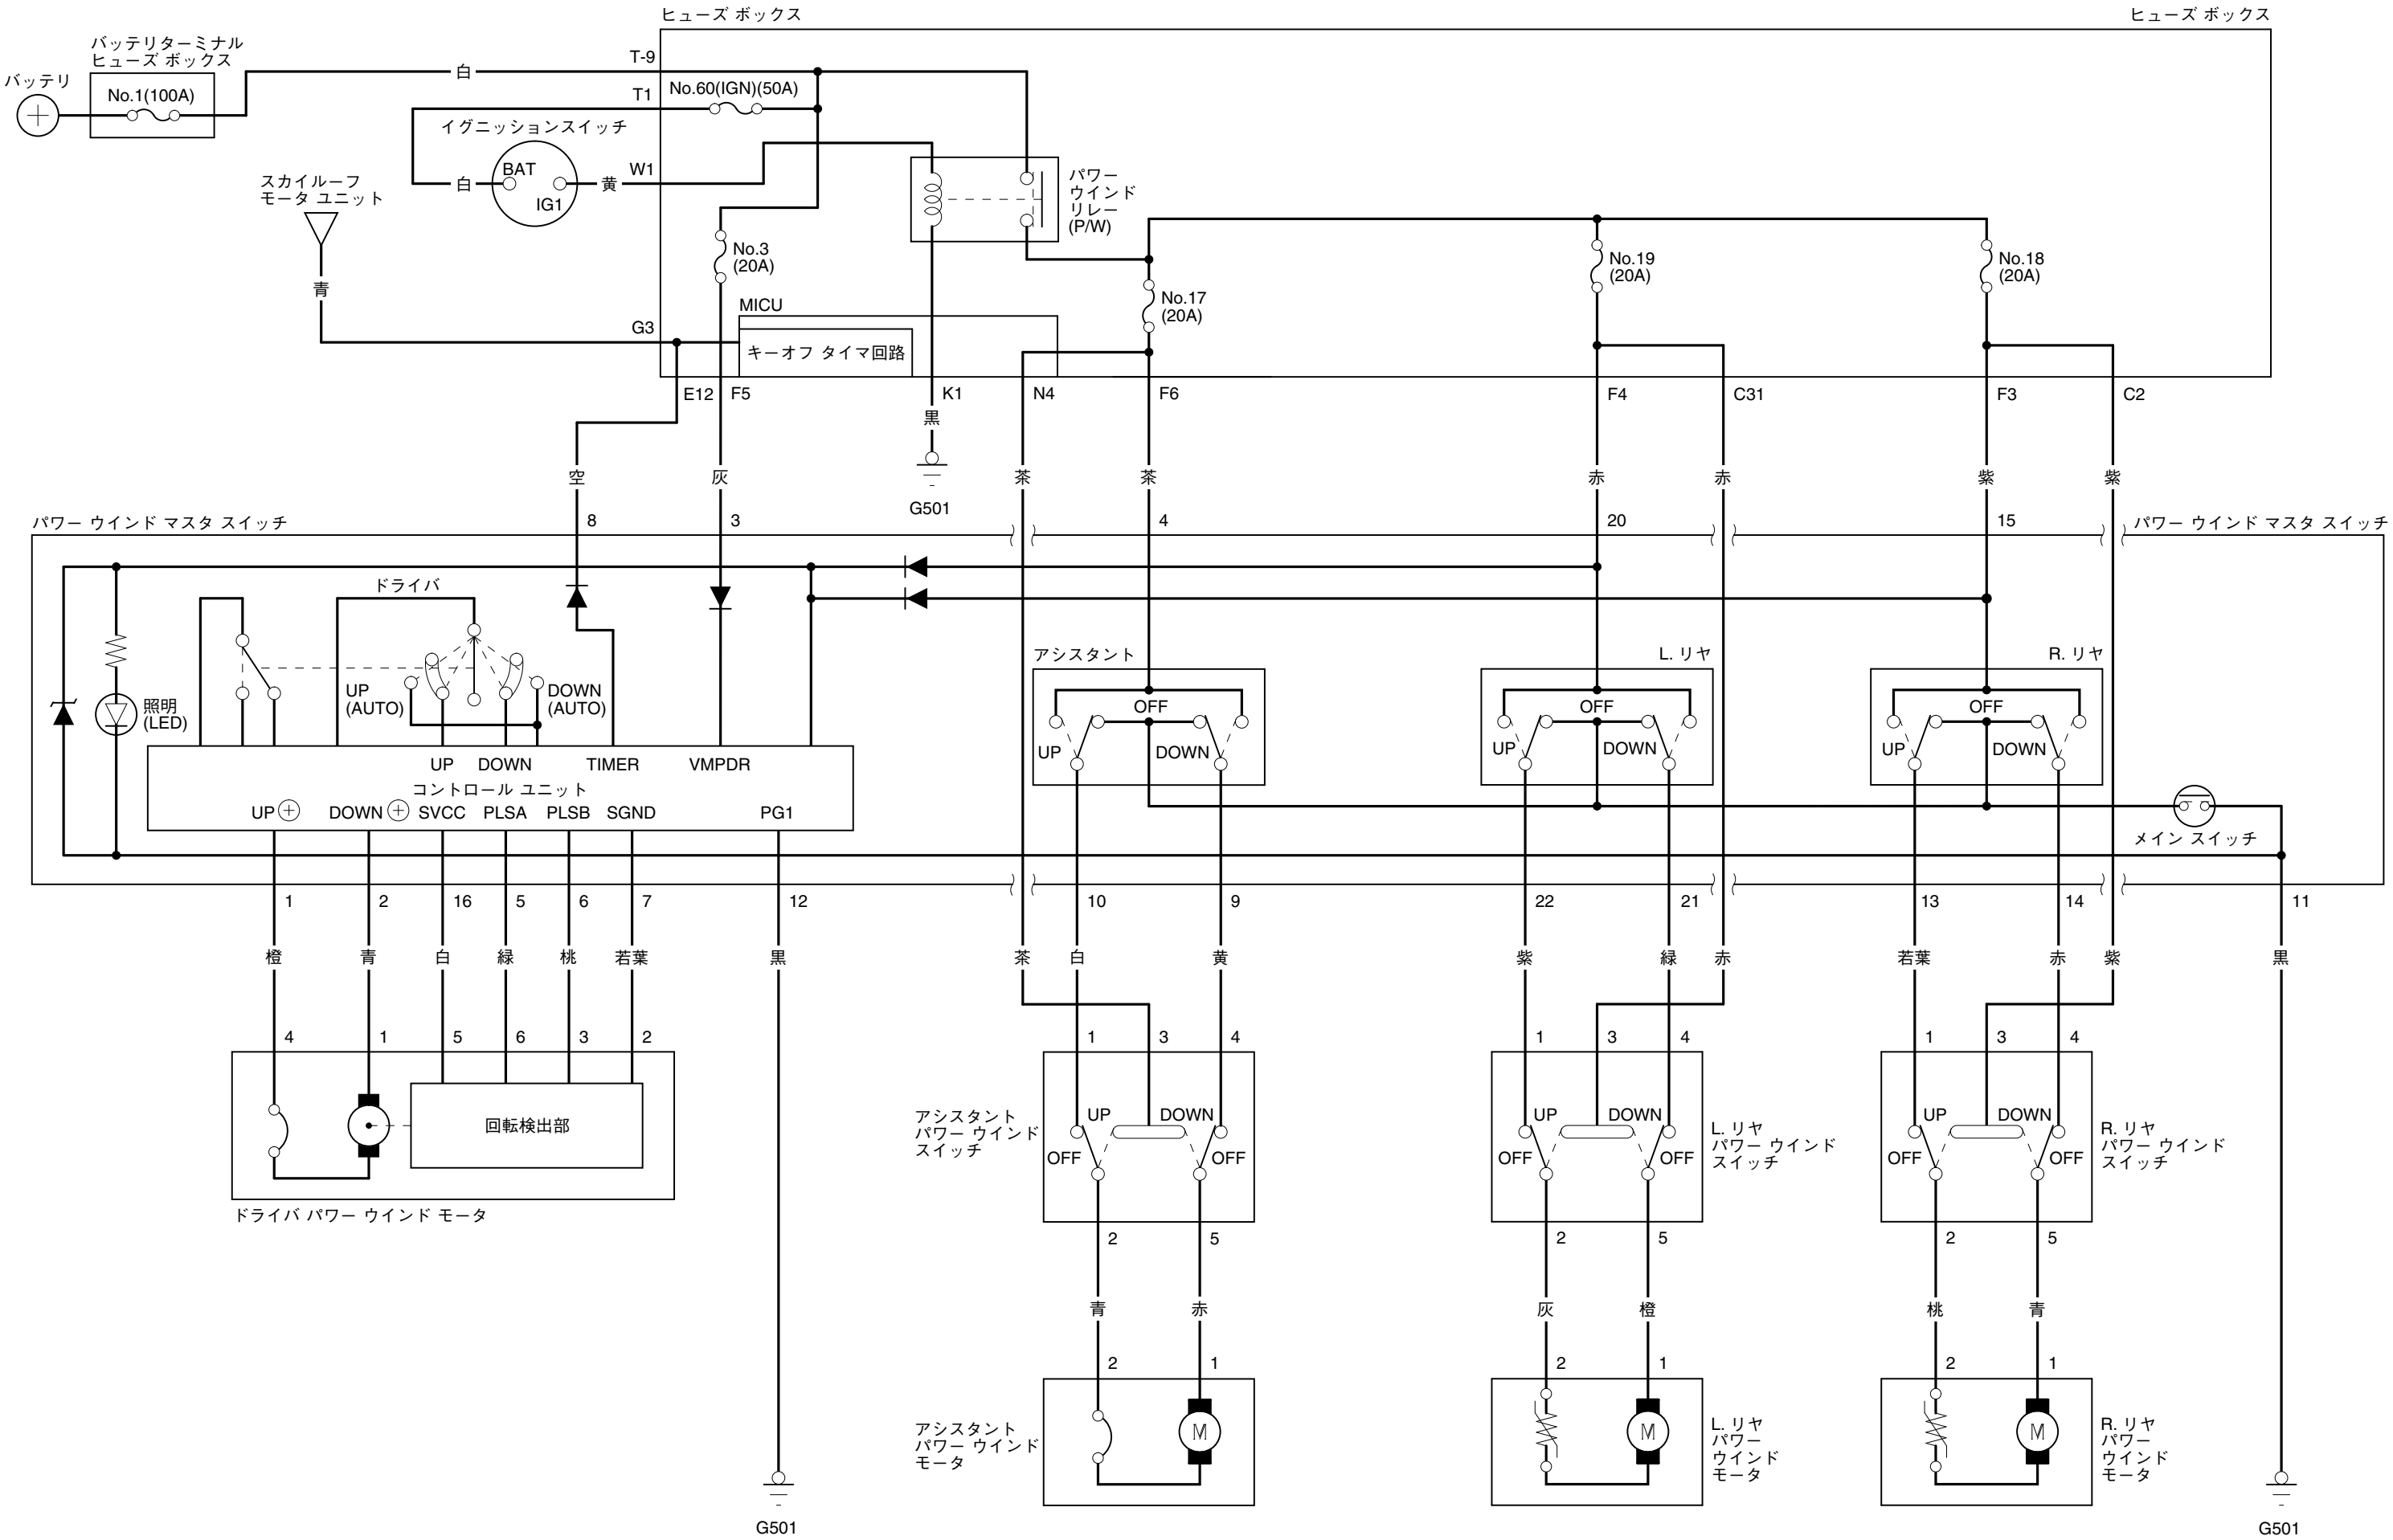 ヒューズ ボックス
ヒューズ ボックス
バッテリターミナル
ヒューズ ボックス
バッテリ
No.1(100A)
白
T-9
No.60(IGN)(50A)
T1
イグニッションスイッチ
BAT
IG1
白
黄
W1
スカイルーフ
モータ ユニット
青
パワー
ウインド
リレー
(P/W)
No.3
(20A)
No.17
(20A)
No.19
(20A)
No.18
(20A)
MICU
キーオフ タイマ回路
G3
E12
F5
K1
N4
F6
F4
C31
F3
C2
黒
G501
空
灰
茶
茶
赤
赤
紫
紫
パワー ウインド マスタ スイッチ
8
3
4
20
15
パワー ウインド マスタ スイッチ
ドライバ
UP
(AUTO)
DOWN
(AUTO)
照明
(LED)
アシスタント
OFF
UP
DOWN
L. リヤ
OFF
UP
DOWN
R. リヤ
OFF
UP
DOWN
UP
DOWN
TIMER
VMPDR
コントロール ユニット
UP
DOWN
SVCC
PLSA
PLSB
SGND
PG1
メイン スイッチ
1
2
16
5
6
7
12
10
9
22
21
13
14
11
橙
青
白
緑
桃
若葉
黒
茶
白
黄
紫
緑
赤
若葉
赤
紫
黒
4
1
5
6
3
2
1
3
4
1
3
4
1
3
4
回転検出部
ドライバ パワー ウインド モータ
アシスタント
パワー ウインド
スイッチ
UP
DOWN
OFF
OFF
UP
DOWN
OFF
OFF
L. リヤ
パワー ウインド
スイッチ
UP
DOWN
OFF
OFF
R. リヤ
パワー ウインド
スイッチ
2
5
2
5
2
5
青
赤
灰
橙
桃
青
2
1
2
1
2
1
アシスタント
パワー ウインド
モータ
M
M
L. リヤ
パワー
ウインド
モータ
M
R. リヤ
パワー
ウインド
モータ
G501
G501